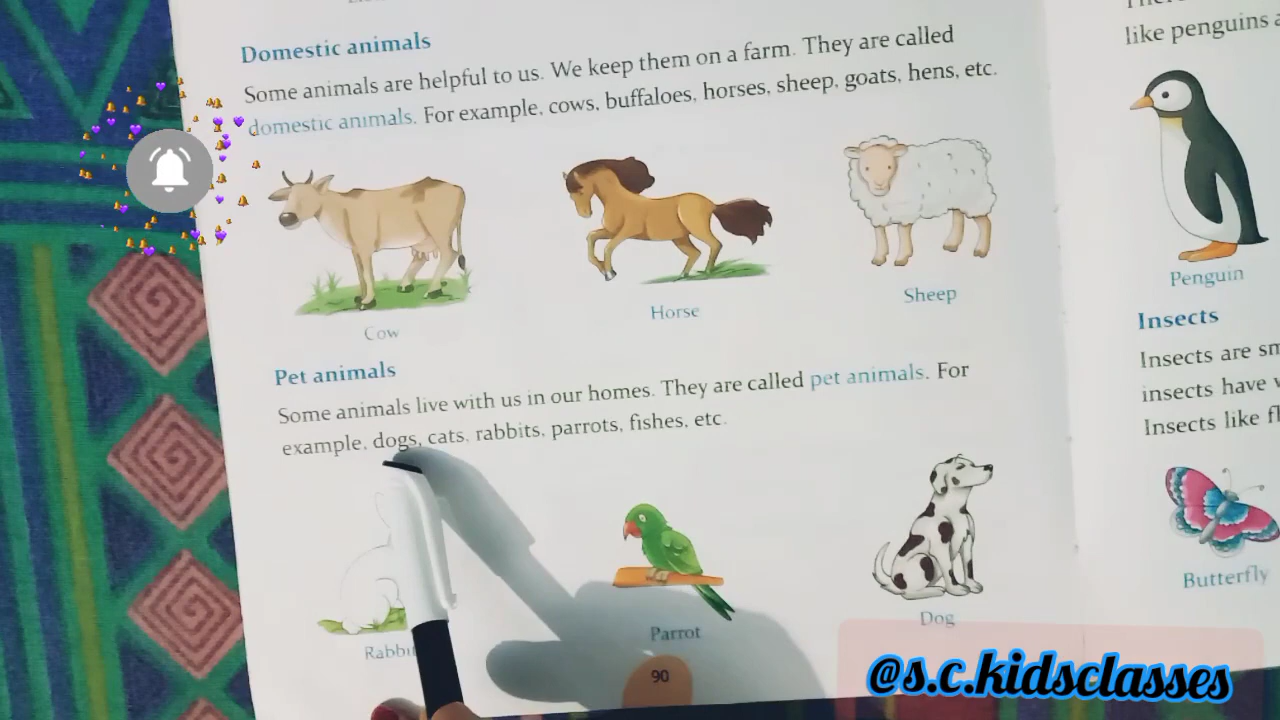 Domestic animals
Some animals are helpful to us. We keep them on a farm. They are called
domestic animals. For example, cows, buffaloes, horses, sheep, goats, hens, etc.
Cow
Horse
Sheep
Pet animals
Some animals live with us in our homes. They are called pet animals. For
example, dogs, cats, rabbits, parrots, fishes, etc.
Rabbit
Parrot
Dog
90
like penguins
Penguin
Insects
Insects are
insects have
Insects like
Butterfly
@s.c.kidsclasses